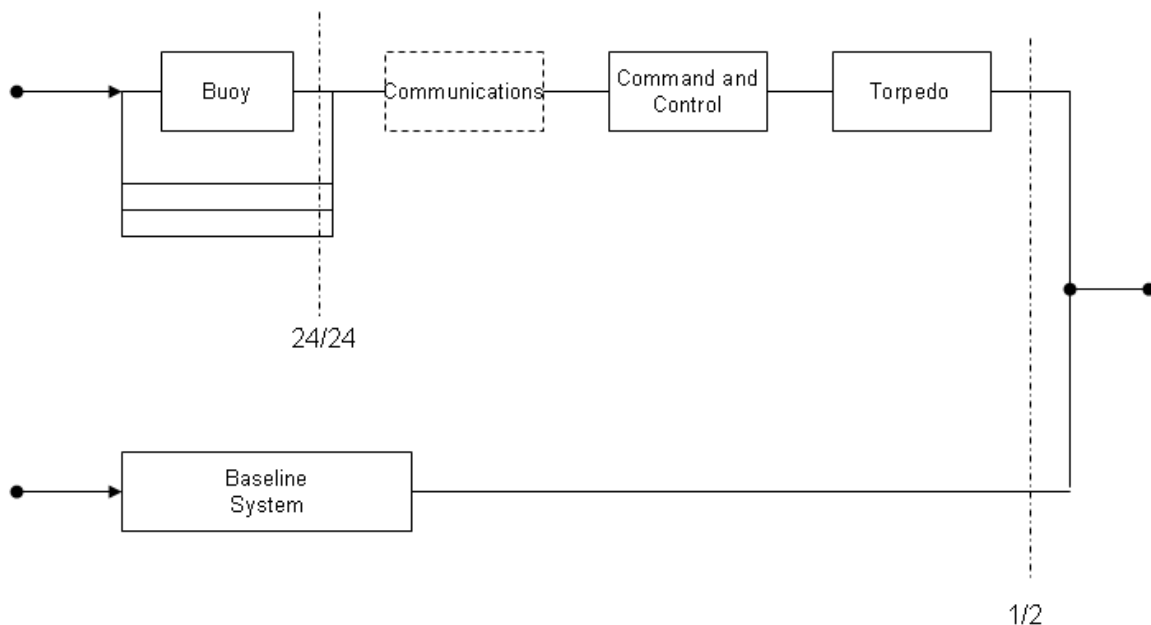 Buoy
Communications
Command and
Control
Torpedo
24/24
Baseline
System
1/2